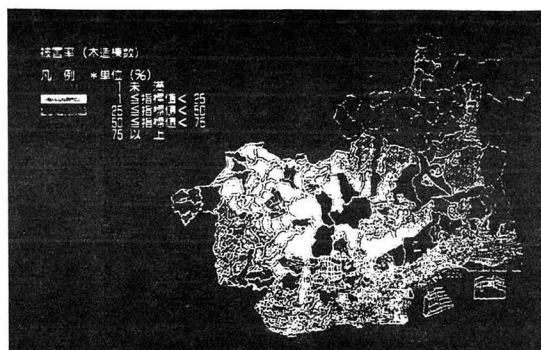 被害率 (木造棟数)
凡 例 *単位 (%)
1 未 満
1 ≦指標値< 25
25 ≦指標値< 50
50 ≦指標値< 75
75 以 上